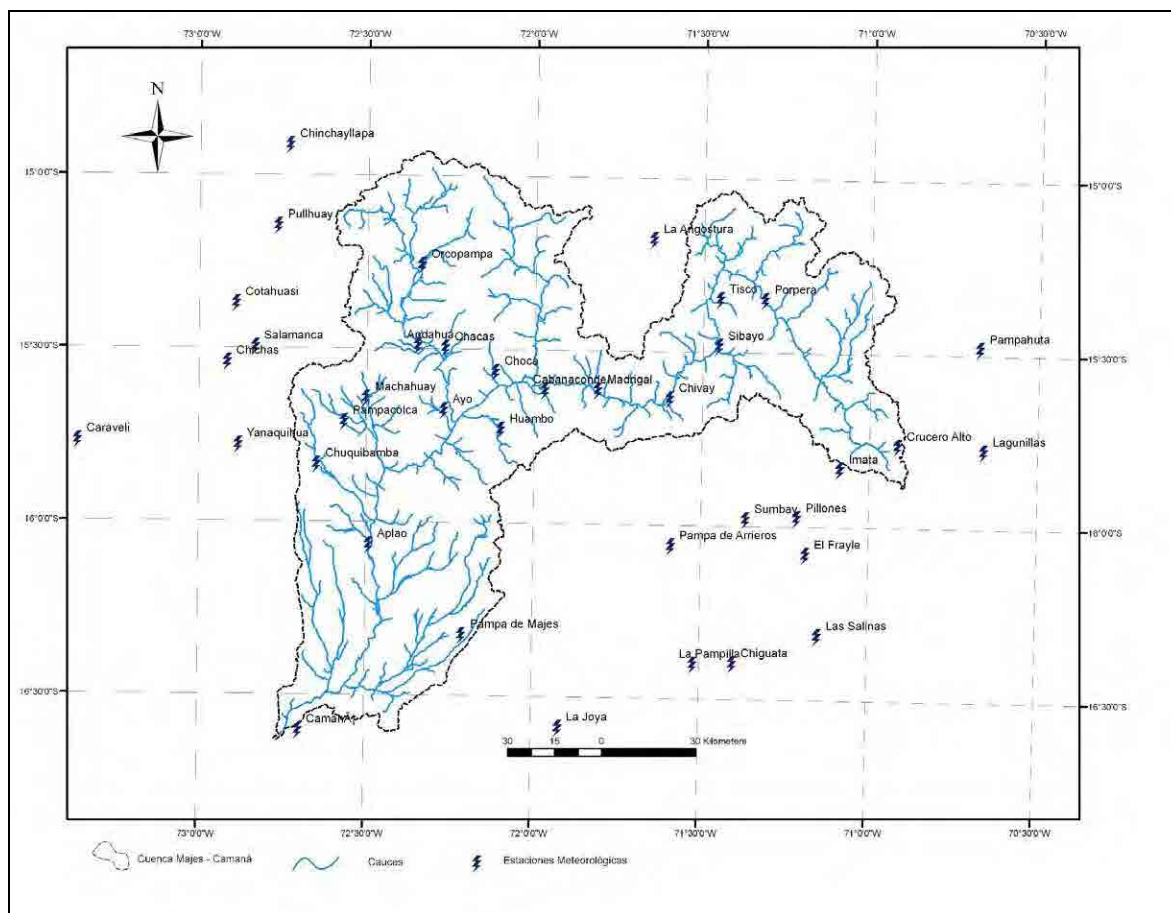 73°0'0"W
72°30'0"W
72°0'0"W
71°30'0"W
71°0'0"W
70°30'0"W
N
Chinchayllapa
15°0'0"S
15°0'0"S
Pullhuay
La Angostura
Orcopampa
Cotahuasi
Tisco
Porpera
Salamanca
Andahua
Chacas
Sibayo
Pampahuta
15°30'0"S
15°30'0"S
Chichas
Choca
Machahuay
Cabanaconde
Madrigal
Chivay
Pampacolca
Ayo
Huambo
Caraveli
Yanaquihua
Crucero Alto
Lagunillas
Chuquibamba
Imata
16°0'0"S
16°0'0"S
Sumbay
Pillones
Aplao
Pampa de Arrieros
El Frayle
Pampa de Majes
Las Salinas
La Pampilla
Chiguata
16°30'0"S
16°30'0"S
Camaná
La Joya
30
15
0
30 Kilometers
73°0'0"W
72°30'0"W
72°0'0"W
71°30'0"W
71°0'0"W
70°30'0"W
Cuenca Majes - Camaná
Cauces
Estaciones Meteorológicas